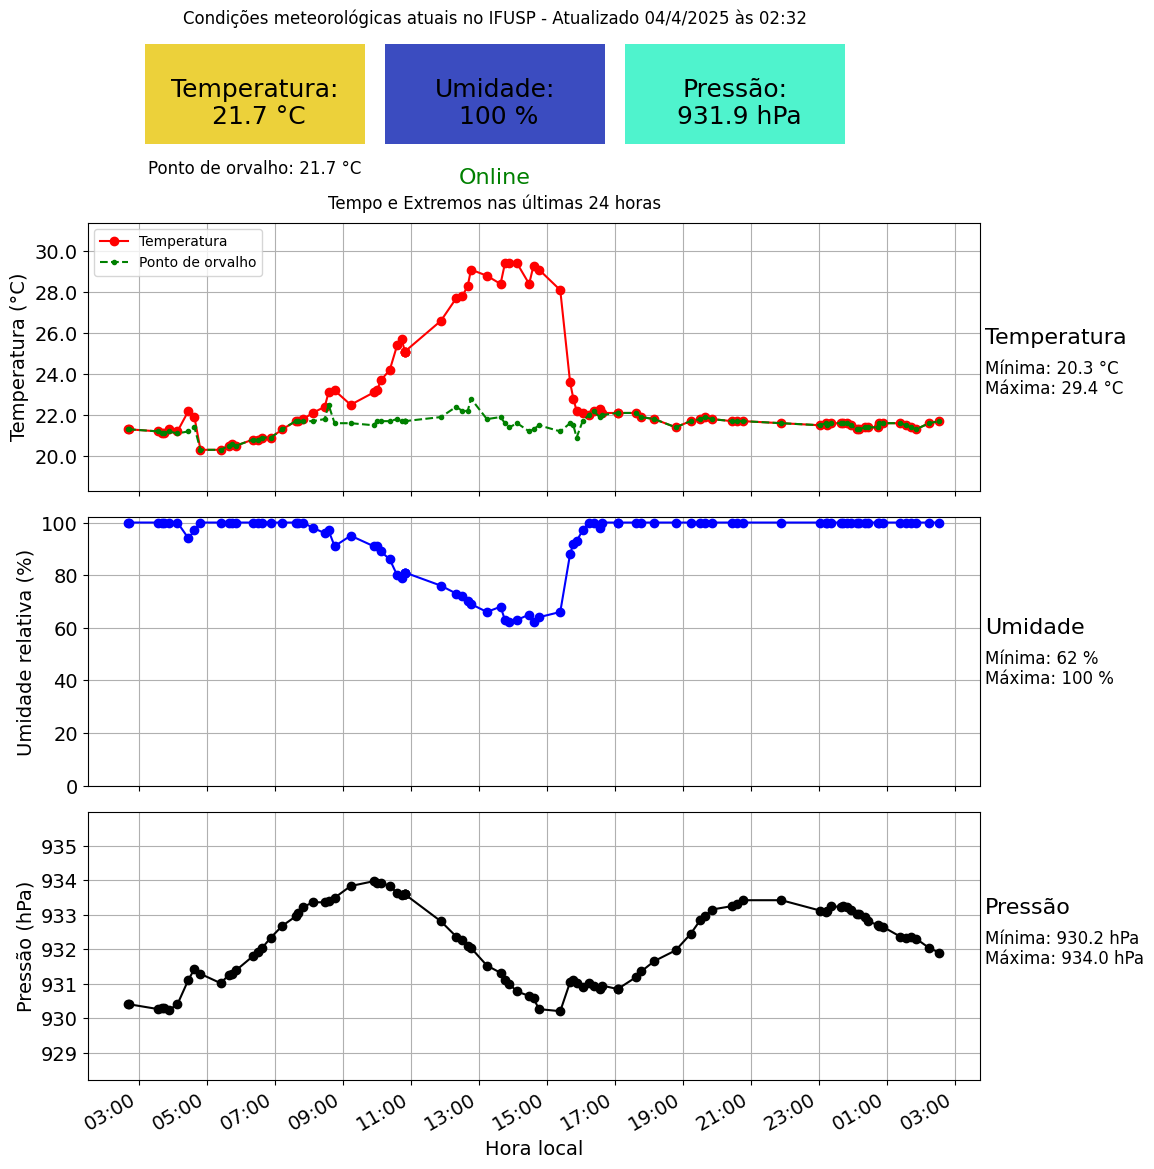 Condições meteorológicas atuais no IFUSP - Atualizado 04/4/2025 às 02:32
Temperatura:
21.7 °C
Umidade:
100 %
Pressão:
931.9 hPa
Ponto de orvalho: 21.7 °C
Online
Tempo e Extremos nas últimas 24 horas
Temperatura
Ponto de orvalho
Temperatura (°C)
30.0
28.0
26.0
24.0
22.0
20.0
Temperatura
Mínima: 20.3 °C
Máxima: 29.4 °C
Umidade relativa (%)
100
80
60
40
20
0
Umidade
Mínima: 62 %
Máxima: 100 %
Pressão (hPa)
935
934
933
932
931
930
929
Pressão
Mínima: 930.2 hPa
Máxima: 934.0 hPa
03:00 05:00 07:00 09:00 11:00 13:00 15:00 17:00 19:00 21:00 23:00 01:00 03:00
Hora local